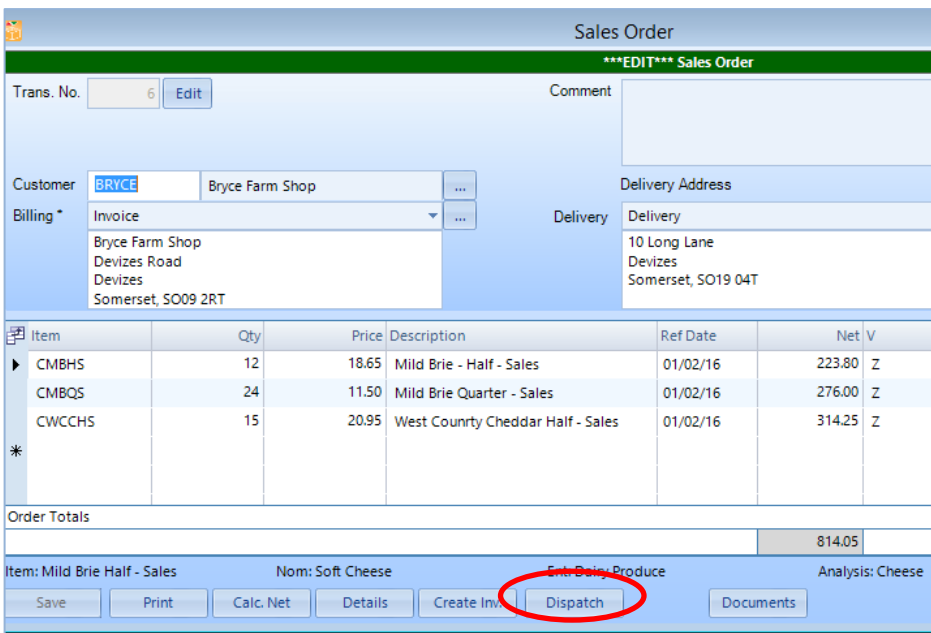 Sales Order
***EDIT*** Sales Order
Trans. No. 6 Edit Comment
Customer BRYCE Bryce Farm Shop ... Delivery Address
Billing * Invoice ... Delivery Delivery
Bryce Farm Shop 10 Long Lane
Devizes Road Devizes
Devizes Somerset, SO19 04T
Somerset, SO09 2RT
Item Qty Price Description Ref Date Net V
CMBHS 12 18.65 Mild Brie - Half - Sales 01/02/16 223.80 Z
CMBQS 24 11.50 Mild Brie Quarter - Sales 01/02/16 276.00 Z
CWCCHS 15 20.95 West Counrty Cheddar Half - Sales 01/02/16 314.25 Z
Order Totals
814.05
Item: Mild Brie Half - Sales Nom: Soft Cheese Ent: Dairy Produce Analysis: Cheese
Save Print Calc. Net Details Create Inv. Dispatch Documents